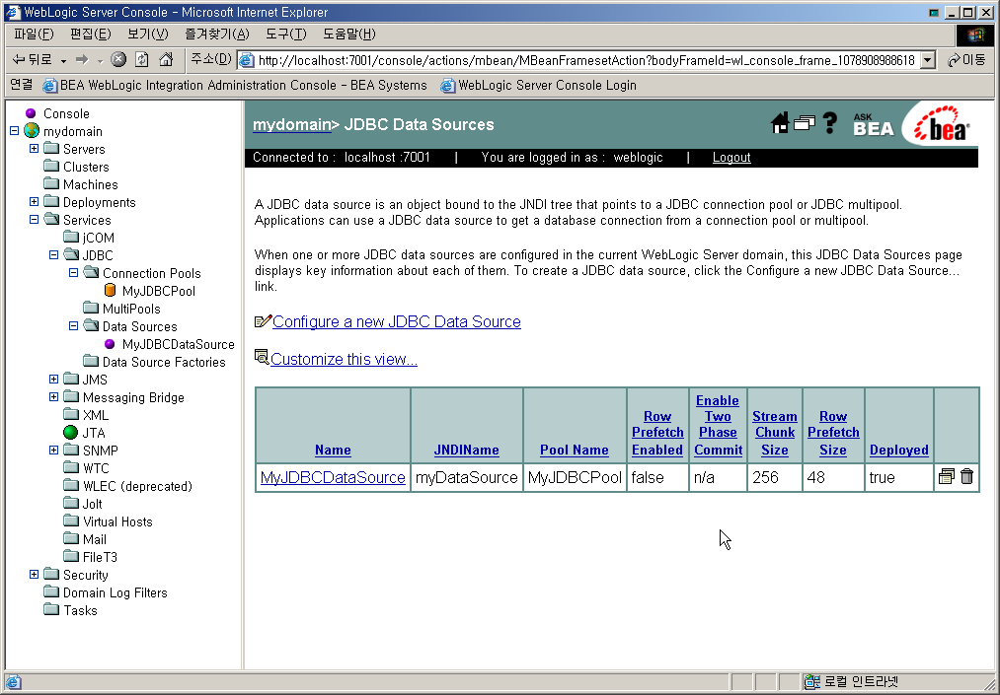 WebLogic Server Console - Microsoft Internet Explorer
파일(F) 편집(E) 보기(V) 즐겨찾기(A) 도구(T) 도움말(H)
뒤로 주소(D) http://localhost:7001/console/actions/mbean/MBeanFramesetAction?bodyFrameId=wl_console_frame_1078908988618 이동
연결 BEA WebLogic Integration Administration Console - BEA Systems WebLogic Server Console Login
Console
mydomain
Servers
Clusters
Machines
Deployments
Services
jCOM
JDBC
Connection Pools
MyJDBCPool
MultiPools
Data Sources
MyJDBCDataSource
Data Source Factories
JMS
Messaging Bridge
XML
JTA
SNMP
WTC
WLEC (deprecated)
Jolt
Virtual Hosts
Mail
FileT3
Security
Domain Log Filters
Tasks
mydomain> JDBC Data Sources
? ASK BEA bea
Connected to : localhost :7001 | You are logged in as : weblogic | Logout
A JDBC data source is an object bound to the JNDI tree that points to a JDBC connection pool or JDBC multipool.
Applications can use a JDBC data source to get a database connection from a connection pool or multipool.
When one or more JDBC data sources are configured in the current WebLogic Server domain, this JDBC Data Sources page
displays key information about each of them. To create a JDBC data source, click the Configure a new JDBC Data Source...
link.
Configure a new JDBC Data Source
Customize this view...
Name JNDIName Pool Name Row Prefetch Enabled Enable Two Phase Commit Stream Chunk Size Row Prefetch Size Deployed
MyJDBCDataSource myDataSource MyJDBCPool false n/a 256 48 true
로컬 인트라넷